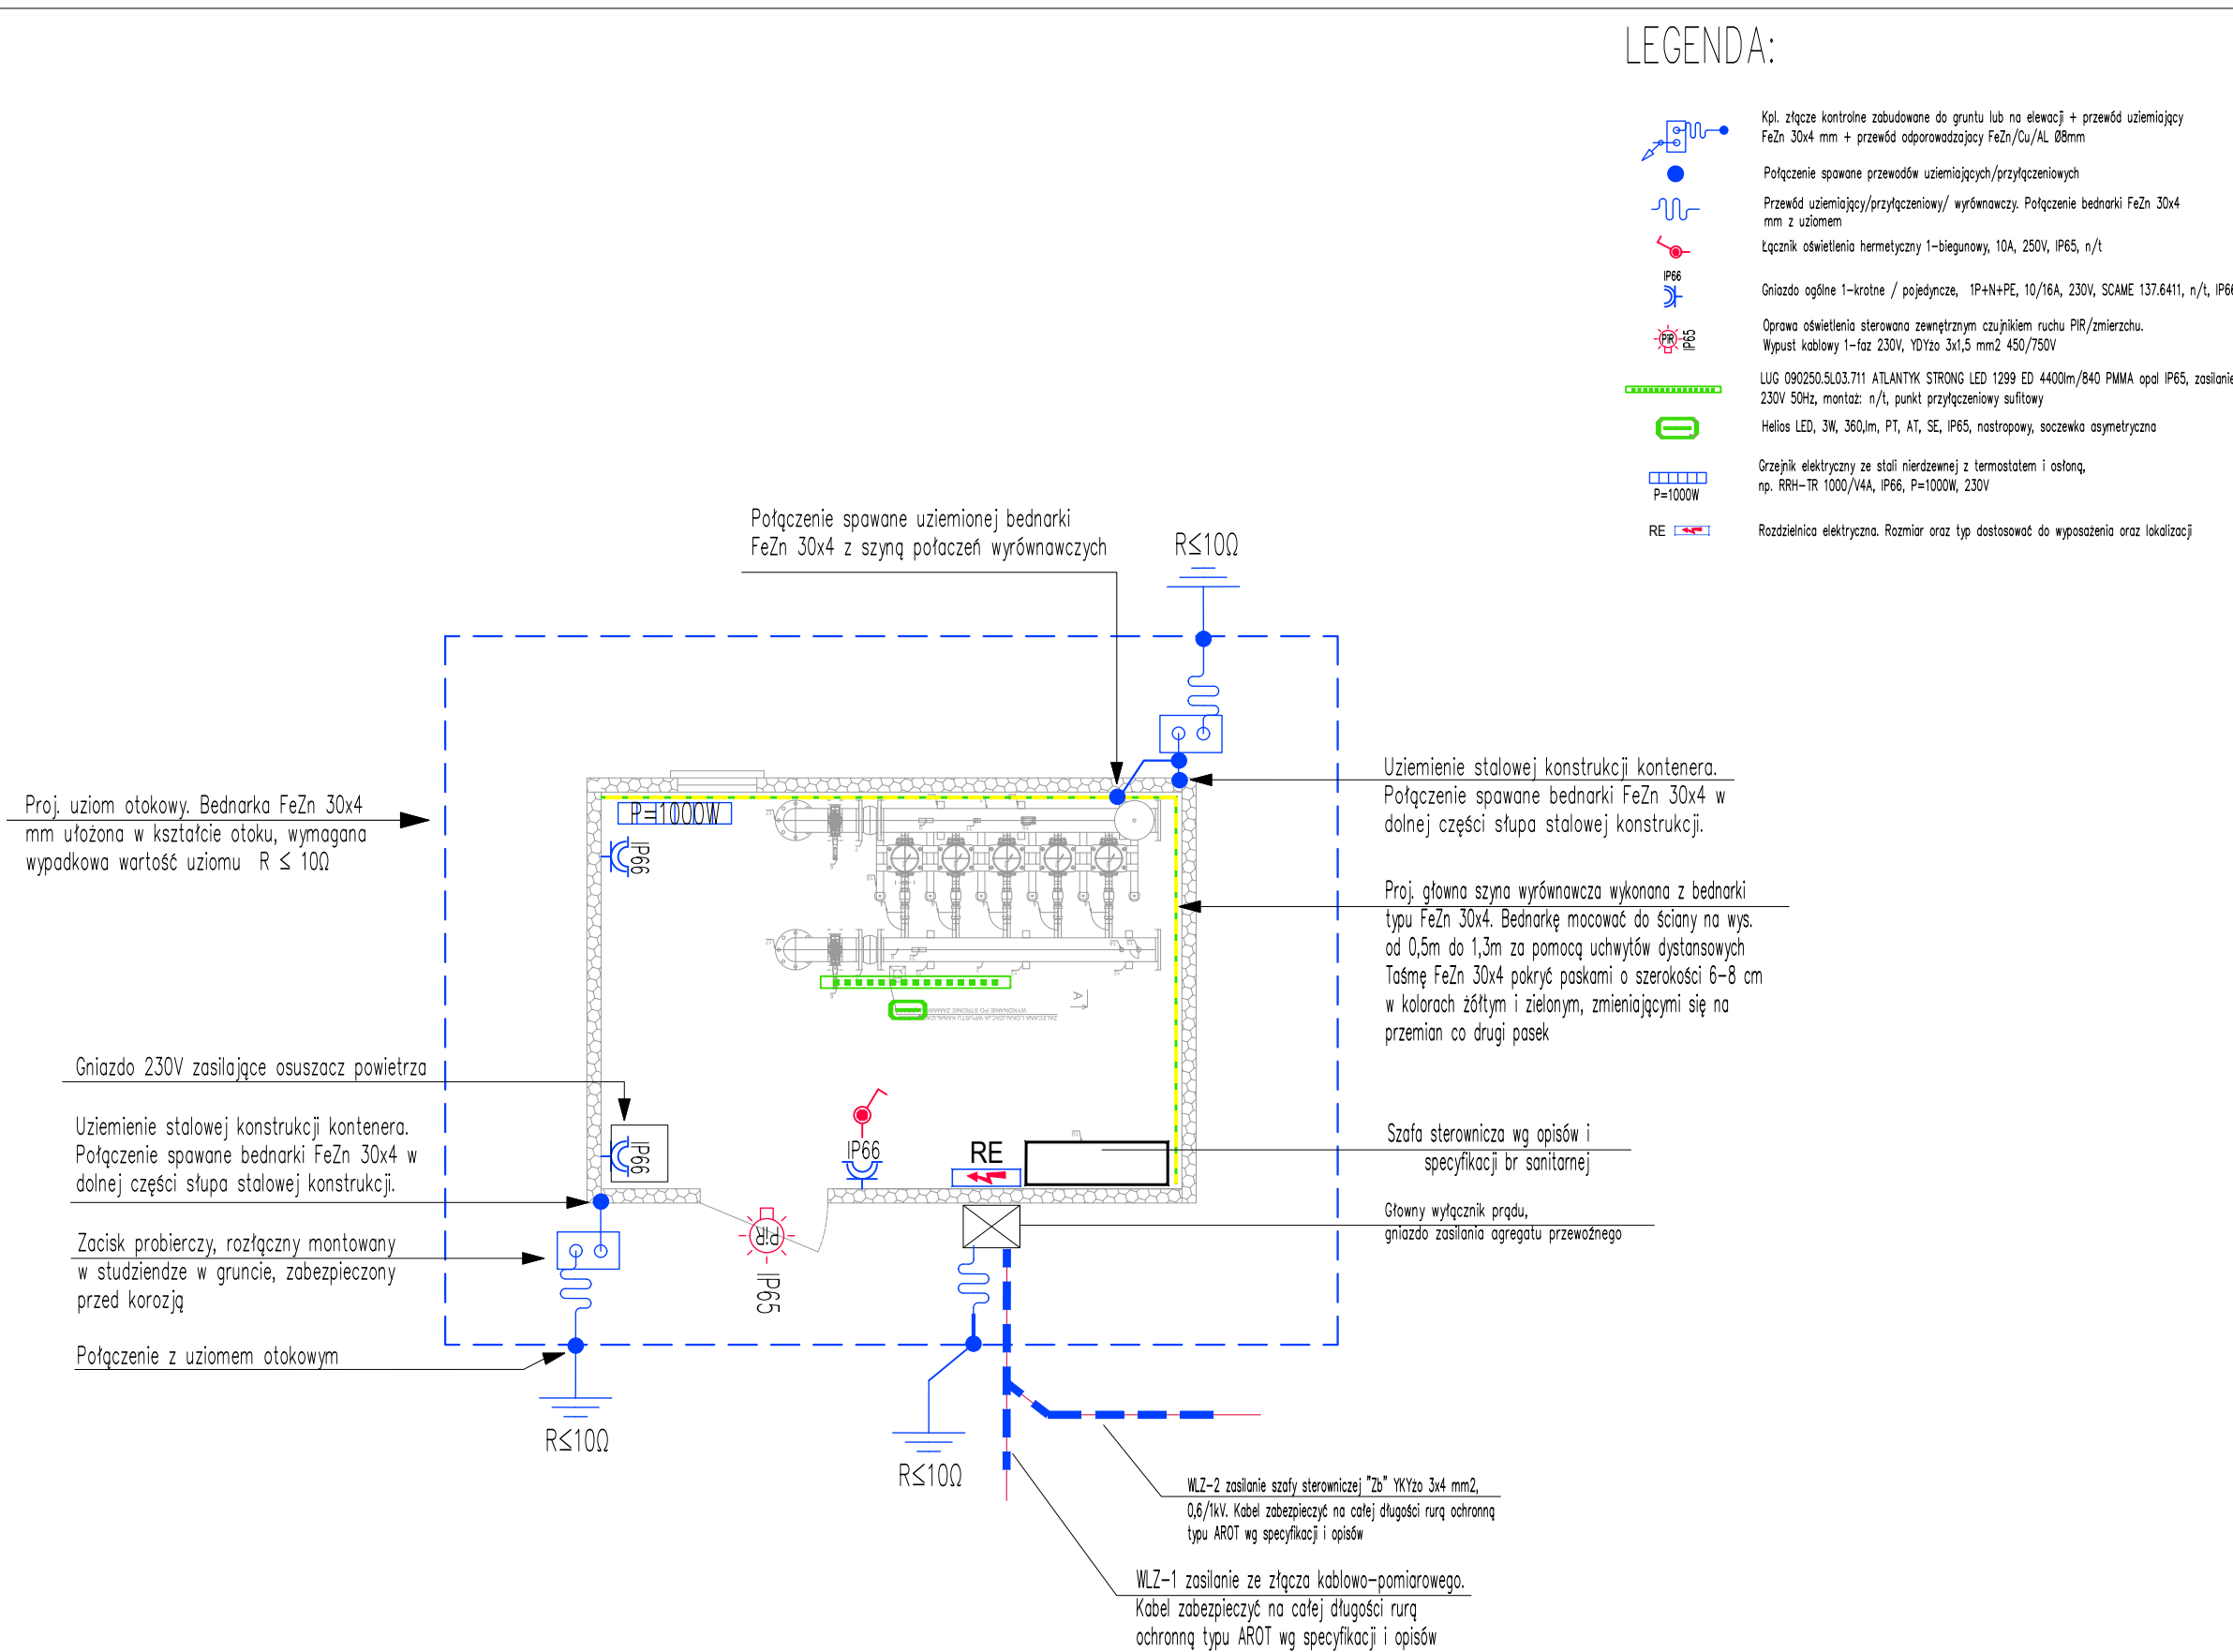 LEGENDA:
Kpl. złącze kontrolne zabudowane do gruntu lub na elewacji + przewód uziemiający
FeZn 30x4 mm + przewód odporowadzajacy FeZn/Cu/AL Ø8mm
Połączenie spawane przewodów uziemiających/przyłączeniowych
Przewód uziemiający/przyłączeniowy/ wyrównawczy. Połączenie bednarki FeZn 30x4
mm z uziomem
Łącznik oświetlenia hermetyczny 1-biegunowy, 10A, 250V, IP65, n/t
IP66
Gniazdo ogólne 1-krotne / pojedyncze, 1P+N+PE, 10/16A, 230V, SCAME 137.6411, n/t, IP66
PIR
IP65
Oprawa oświetlenia sterowana zewnętrznym czujnikiem ruchu PIR/zmierzchu.
Wypust kablowy 1-faz 230V, YDYżo 3x1,5 mm2 450/750V
LUG 090250.5L03.711 ATLANTYK STRONG LED 1299 ED 4400lm/840 PMMA opal IP65, zasilanie
230V 50Hz, montaż: n/t, punkt przyłączeniowy sufitowy
Helios LED, 3W, 360,lm, PT, AT, SE, IP65, nastropowy, soczewka asymetryczna
P=1000W
Grzejnik elektryczny ze stali nierdzewnej z termostatem i osłoną,
np. RRH-TR 1000/V4A, IP66, P=1000W, 230V
RE
Rozdzielnica elektryczna. Rozmiar oraz typ dostosować do wyposażenia oraz lokalizacji
Połączenie spawane uziemionej bednarki
FeZn 30x4 z szyną połaczeń wyrównawczych
R≤10Ω
Proj. uziom otokowy. Bednarka FeZn 30x4
mm ułożona w kształcie otoku, wymagana
wypadkowa wartość uziomu R ≤ 10Ω
P=1000W
IP66
Uziemienie stalowej konstrukcji kontenera.
Połączenie spawane bednarki FeZn 30x4 w
dolnej części słupa stalowej konstrukcji.
Proj. głowna szyna wyrównawcza wykonana z bednarki
typu FeZn 30x4. Bednarkę mocować do ściany na wys.
od 0,5m do 1,3m za pomocą uchwytów dystansowych
Taśmę FeZn 30x4 pokryć paskami o szerokości 6-8 cm
w kolorach żółtym i zielonym, zmieniającymi się na
przemian co drugi pasek
A
WYKONANIE PO STRONIE ZAMAW
ZALECANA LOKALIZACJA WPUSTU KANALIZA
Gniazdo 230V zasilające osuszacz powietrza
Uziemienie stalowej konstrukcji kontenera.
Połączenie spawane bednarki FeZn 30x4 w
dolnej części słupa stalowej konstrukcji.
IP66
IP66
RE
Szafa sterownicza wg opisów i
specyfikacji br sanitarnej
Głowny wyłącznik prądu,
gniazdo zasilania agregatu przewoźnego
PiR
IP65
Zacisk probierczy, rozłączny montowany
w studziendze w gruncie, zabezpieczony
przed korozją
Połączenie z uziomem otokowym
R≤10Ω
R≤10Ω
WLZ-2 zasilanie szafy sterowniczej "Zb" YKYżo 3x4 mm2,
0,6/1kV. Kabel zabezpieczyć na całej długości rurą ochronną
typu AROT wg specyfikacji i opisów
WLZ-1 zasilanie ze złącza kablowo-pomiarowego.
Kabel zabezpieczyć na całej długości rurą
ochronną typu AROT wg specyfikacji i opisów